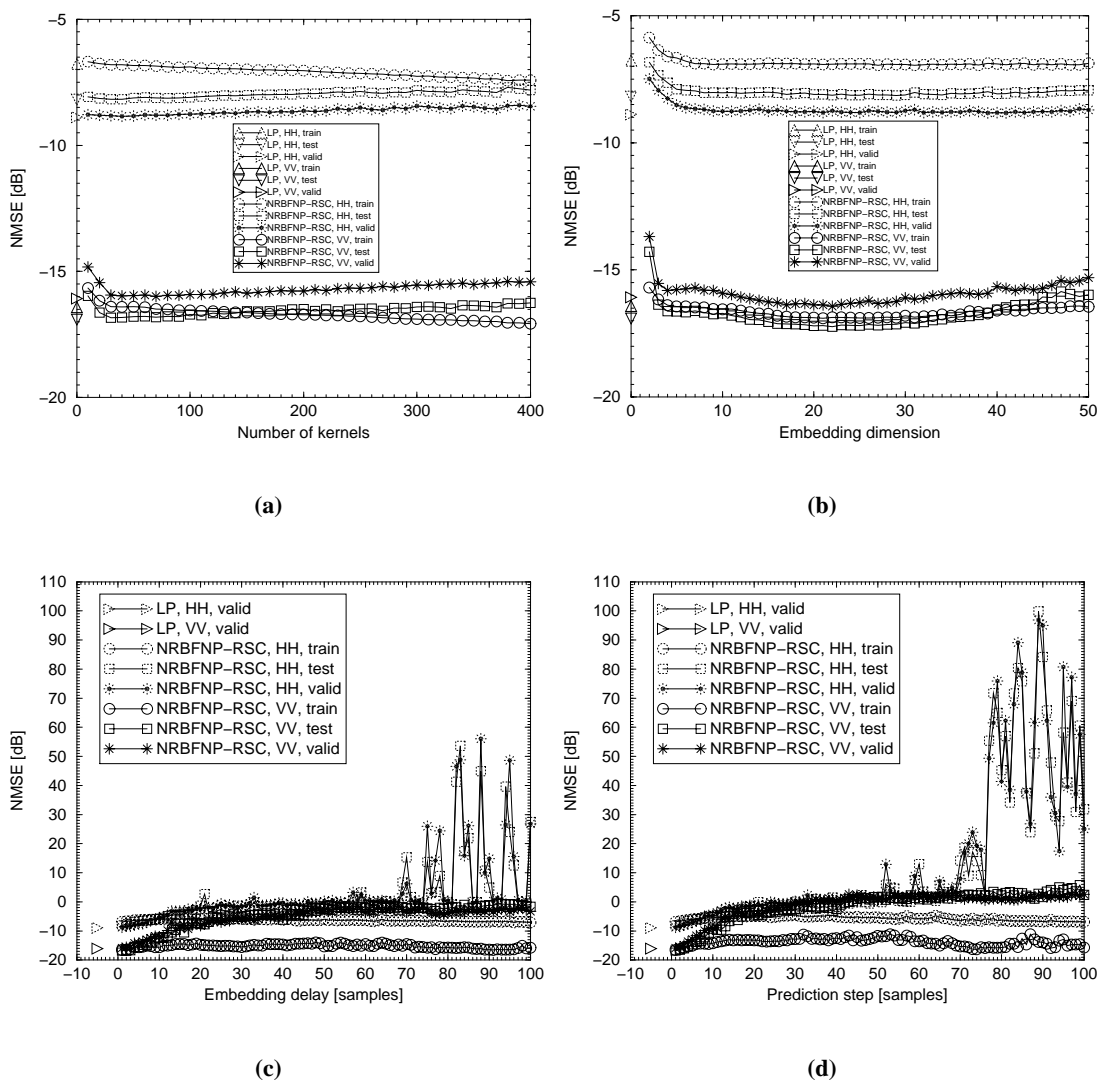 −5
−10
−15
−20
NMSE [dB]
LP, HH, train
LP, HH, test
LP, HH, valid
LP, VV, train
LP, VV, test
LP, VV, valid
NRBFNP−RSC, HH, train
NRBFNP−RSC, HH, test
NRBFNP−RSC, HH, valid
NRBFNP−RSC, VV, train
NRBFNP−RSC, VV, test
NRBFNP−RSC, VV, valid
0 100 200 300 400
Number of kernels
(a)
−5
−10
−15
−20
NMSE [dB]
LP, HH, train
LP, HH, test
LP, HH, valid
LP, VV, train
LP, VV, test
LP, VV, valid
NRBFNP−RSC, HH, train
NRBFNP−RSC, HH, test
NRBFNP−RSC, HH, valid
NRBFNP−RSC, VV, train
NRBFNP−RSC, VV, test
NRBFNP−RSC, VV, valid
0 10 20 30 40 50
Embedding dimension
(b)
110
100
90
80
70
60
50
40
30
20
10
0
−10
−20
NMSE [dB]
LP, HH, valid
LP, VV, valid
NRBFNP−RSC, HH, train
NRBFNP−RSC, HH, test
NRBFNP−RSC, HH, valid
NRBFNP−RSC, VV, train
NRBFNP−RSC, VV, test
NRBFNP−RSC, VV, valid
−10 0 10 20 30 40 50 60 70 80 90 100
Embedding delay [samples]
(c)
110
100
90
80
70
60
50
40
30
20
10
0
−10
−20
NMSE [dB]
LP, HH, valid
LP, VV, valid
NRBFNP−RSC, HH, train
NRBFNP−RSC, HH, test
NRBFNP−RSC, HH, valid
NRBFNP−RSC, VV, train
NRBFNP−RSC, VV, test
NRBFNP−RSC, VV, valid
−10 0 10 20 30 40 50 60 70 80 90 100
Prediction step [samples]
(d)